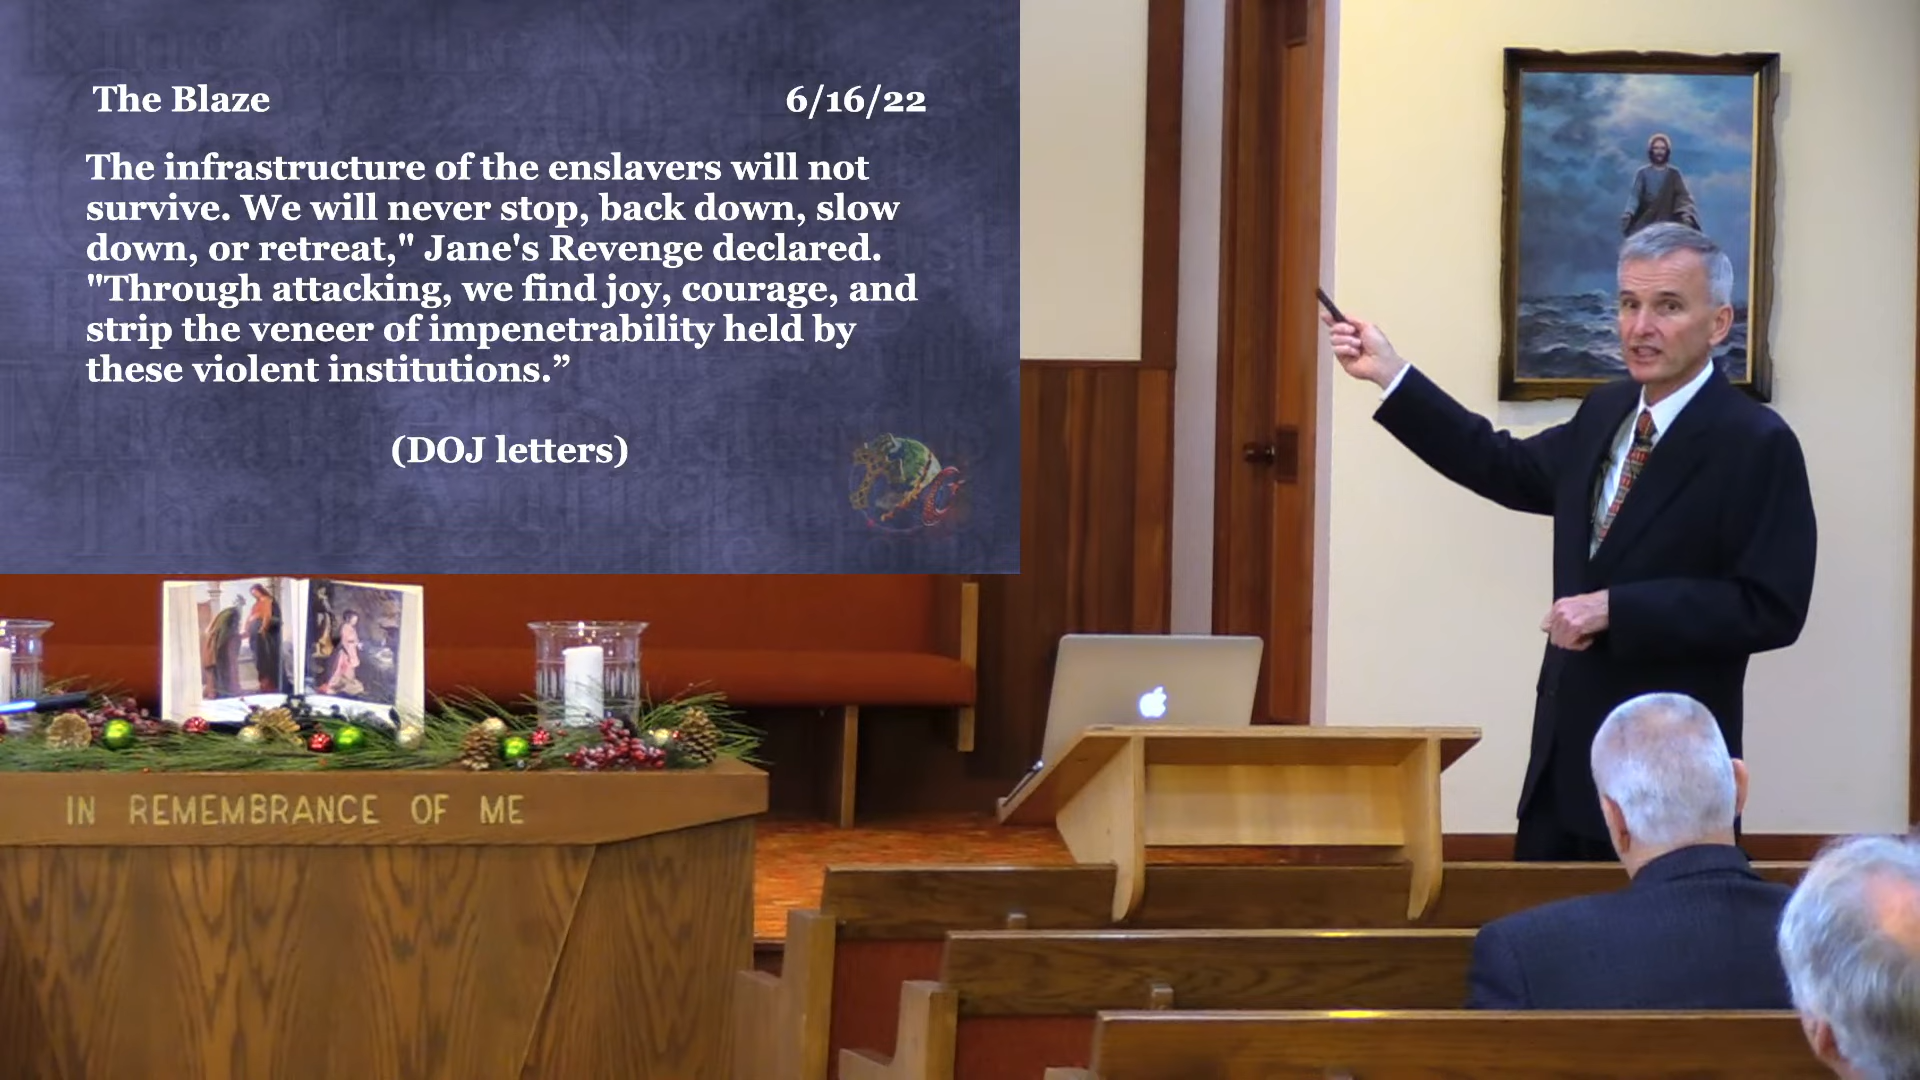 The Blaze 6/16/22
The infrastructure of the enslavers will not
survive. We will never stop, back down, slow
down, or retreat," Jane's Revenge declared.
"Through attacking, we find joy, courage, and
strip the veneer of impenetrability held by
these violent institutions.”
(DOJ letters)
IN REMEMBRANCE OF ME